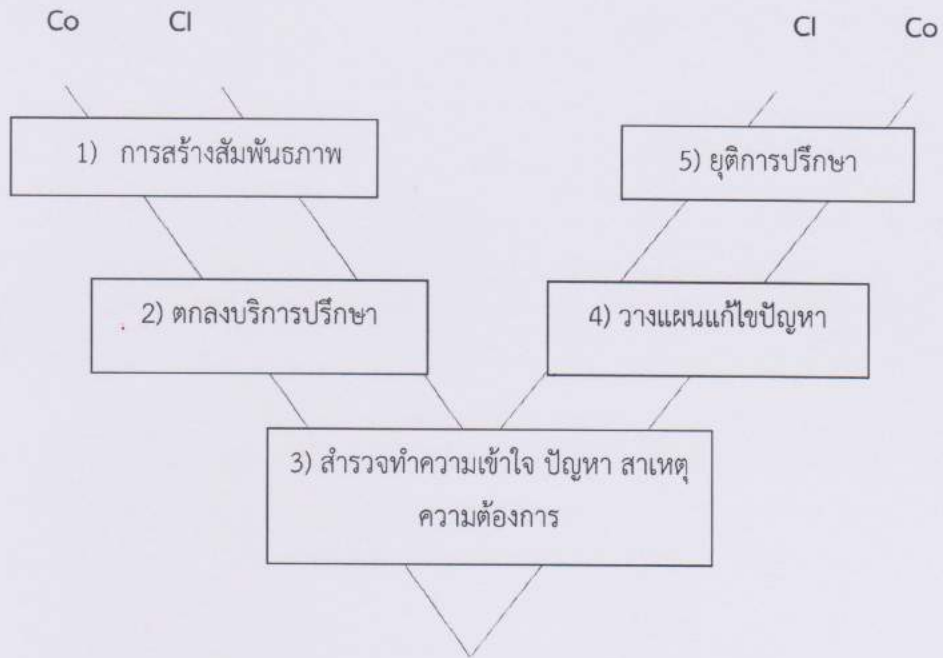 Co Cl Cl Co
1) การสร้างสัมพันธภาพ
5) ยุติการปรึกษา
2) ตกลงบริการปรึกษา
4) วางแผนแก้ไขปัญหา
3) สำรวจทำความเข้าใจ ปัญหา สาเหตุ
ความต้องการ